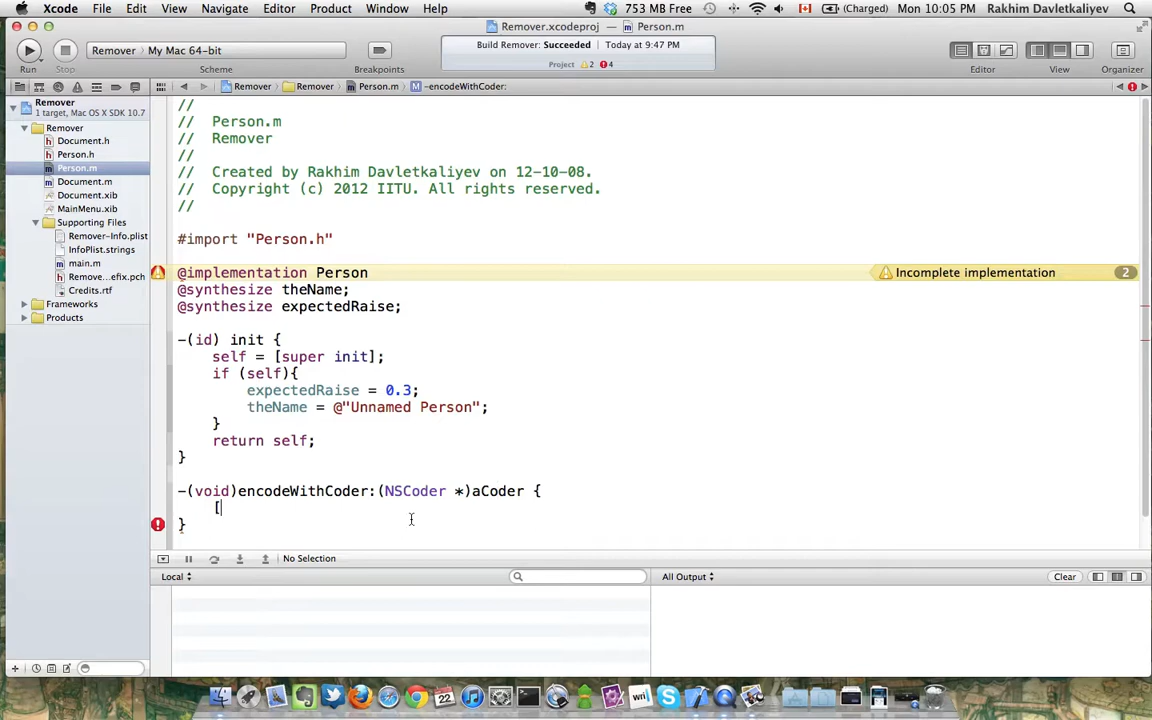 Xcode File Edit View Navigate Editor Product Window Help 753 MB Free (Charged) Mon 10:05 PM Rakhim Davletkaliyev
Remover.xcodeproj — Person.m
Remover My Mac 64-bit
Build Remover: Succeeded Today at 9:47 PM
Project 2 4
Run Stop Scheme Breakpoints Editor View Organizer
Remover Remover Person.m M -encodeWithCoder:
Remover
1 target, Mac OS X SDK 10.7
Remover
Document.h
Person.h
Person.m
Document.m
Document.xib
MainMenu.xib
Supporting Files
Remover-Info.plist
InfoPlist.strings
main.m
Remove...efix.pch
Credits.rtf
Frameworks
Products
//
// Person.m
// Remover
//
// Created by Rakhim Davletkaliyev on 12-10-08.
// Copyright (c) 2012 IITU. All rights reserved.
//
#import "Person.h"
@implementation Person
Incomplete implementation 2
@synthesize theName;
@synthesize expectedRaise;
-(id) init {
self = [super init];
if (self){
expectedRaise = 0.3;
theName = @"Unnamed Person";
}
return self;
}
-(void)encodeWithCoder:(NSCoder *)aCoder {
[
}
No Selection
Local All Output Clear
22
wri